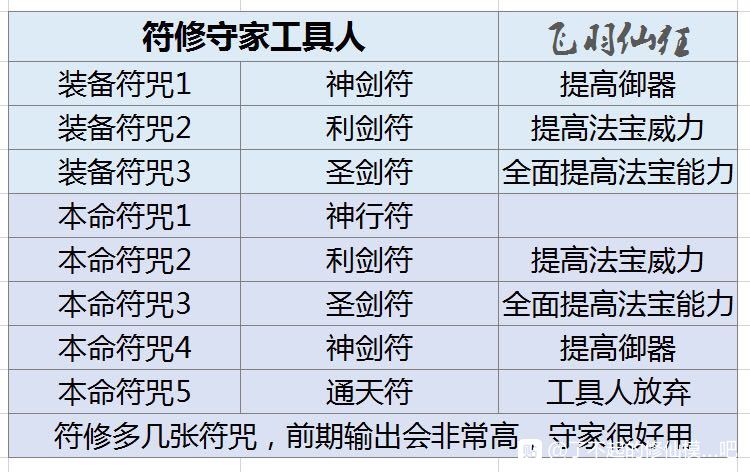 符修守家工具人 飞羽仙狂
装备符咒1 神剑符 提高御器
装备符咒2 利剑符 提高法宝威力
装备符咒3 圣剑符 全面提高法宝能力
本命符咒1 神行符
本命符咒2 利剑符 提高法宝威力
本命符咒3 圣剑符 全面提高法宝能力
本命符咒4 神剑符 提高御器
本命符咒5 通天符 工具人放弃
符修多几张符咒，前期输出会非常高，守家很好用
@了不起的修仙模...吧